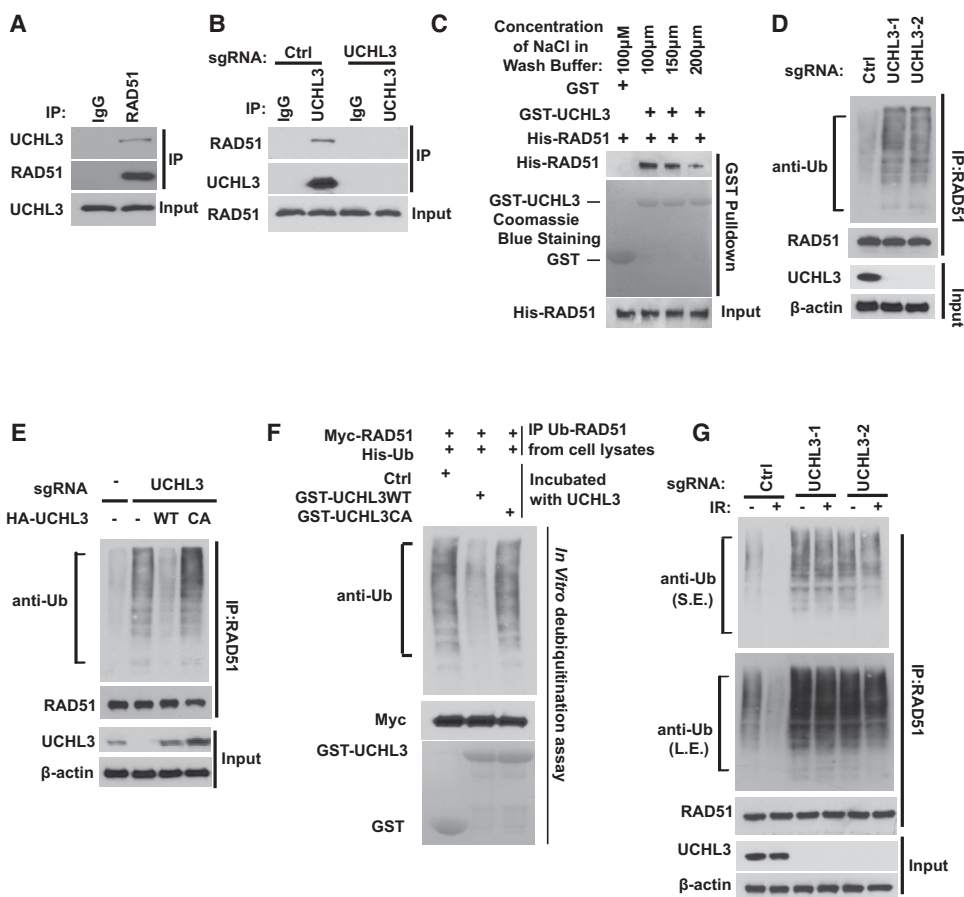 A
IP:
IgG
RAD51
UCHL3
RAD51
IP
UCHL3
Input
B
sgRNA:
Ctrl
UCHL3
IP:
IgG
UCHL3
IgG
UCHL3
RAD51
UCHL3
IP
RAD51
Input
C
Concentration
of NaCl in
Wash Buffer:
100µM
100µm
150µm
200µm
GST
+
GST-UCHL3
+ + +
His-RAD51
+ + + +
His-RAD51
GST-UCHL3
Coomassie
Blue Staining
GST
GST Pulldown
His-RAD51
Input
D
sgRNA:
Ctrl
UCHL3-1
UCHL3-2
anti-Ub
RAD51
IP:RAD51
UCHL3
β-actin
Input
E
sgRNA
- UCHL3
HA-UCHL3
- - WT CA
anti-Ub
RAD51
IP:RAD51
UCHL3
β-actin
Input
F
Myc-RAD51
+ + +
His-Ub
+ + +
IP Ub-RAD51
from cell lysates
Ctrl
+
GST-UCHL3WT
+
GST-UCHL3CA
+
Incubated
with UCHL3
anti-Ub
Myc
GST-UCHL3
GST
In Vitro deubiquitination assay
G
sgRNA:
Ctrl
UCHL3-1
UCHL3-2
IR:
- + - + - +
anti-Ub
(S.E.)
anti-Ub
(L.E.)
RAD51
IP:RAD51
UCHL3
β-actin
Input